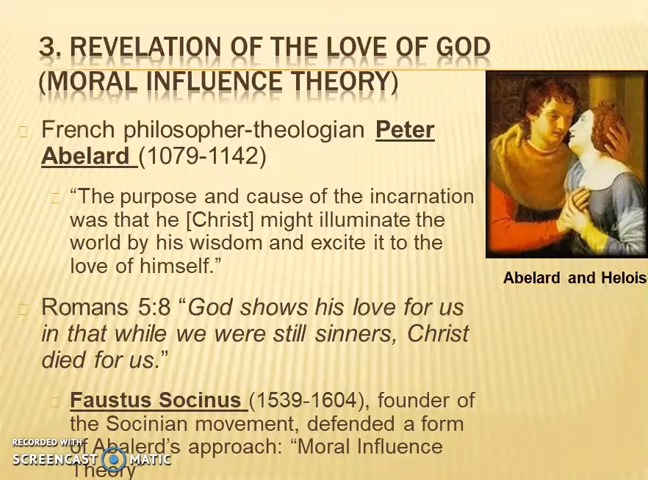 3. REVELATION OF THE LOVE OF GOD
(MORAL INFLUENCE THEORY)
French philosopher-theologian Peter
Abelard (1079-1142)
“The purpose and cause of the incarnation
was that he [Christ] might illuminate the
world by his wisdom and excite it to the
love of himself.”
Abelard and Helois
Romans 5:8 “God shows his love for us
in that while we were still sinners, Christ
died for us.”
Faustus Socinus (1539-1604), founder of
the Socinian movement, defended a form
of Abalerd’s approach: “Moral Influence
Theory”
RECORDED WITH
SCREENCAST MATIC